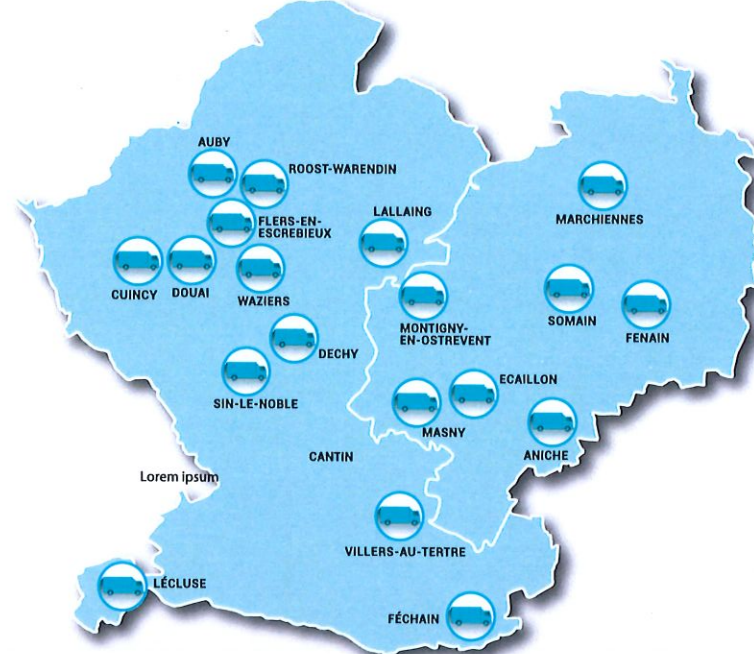 AUBY
ROOST-WARENDIN
FLERS-EN-
ESCREBIEUX
LALLAING
MARCHIENNES
CUINCY
DOUAI
WAZIERS
MONTIGNY-
EN-OSTREVENT
SOMAIN
FENAIN
DECHY
SIN-LE-NOBLE
ECAILLON
MASNY
ANICHE
CANTIN
Lorem ipsum
VILLERS-AU-TERTRE
LÉCLUSE
FÉCHAIN